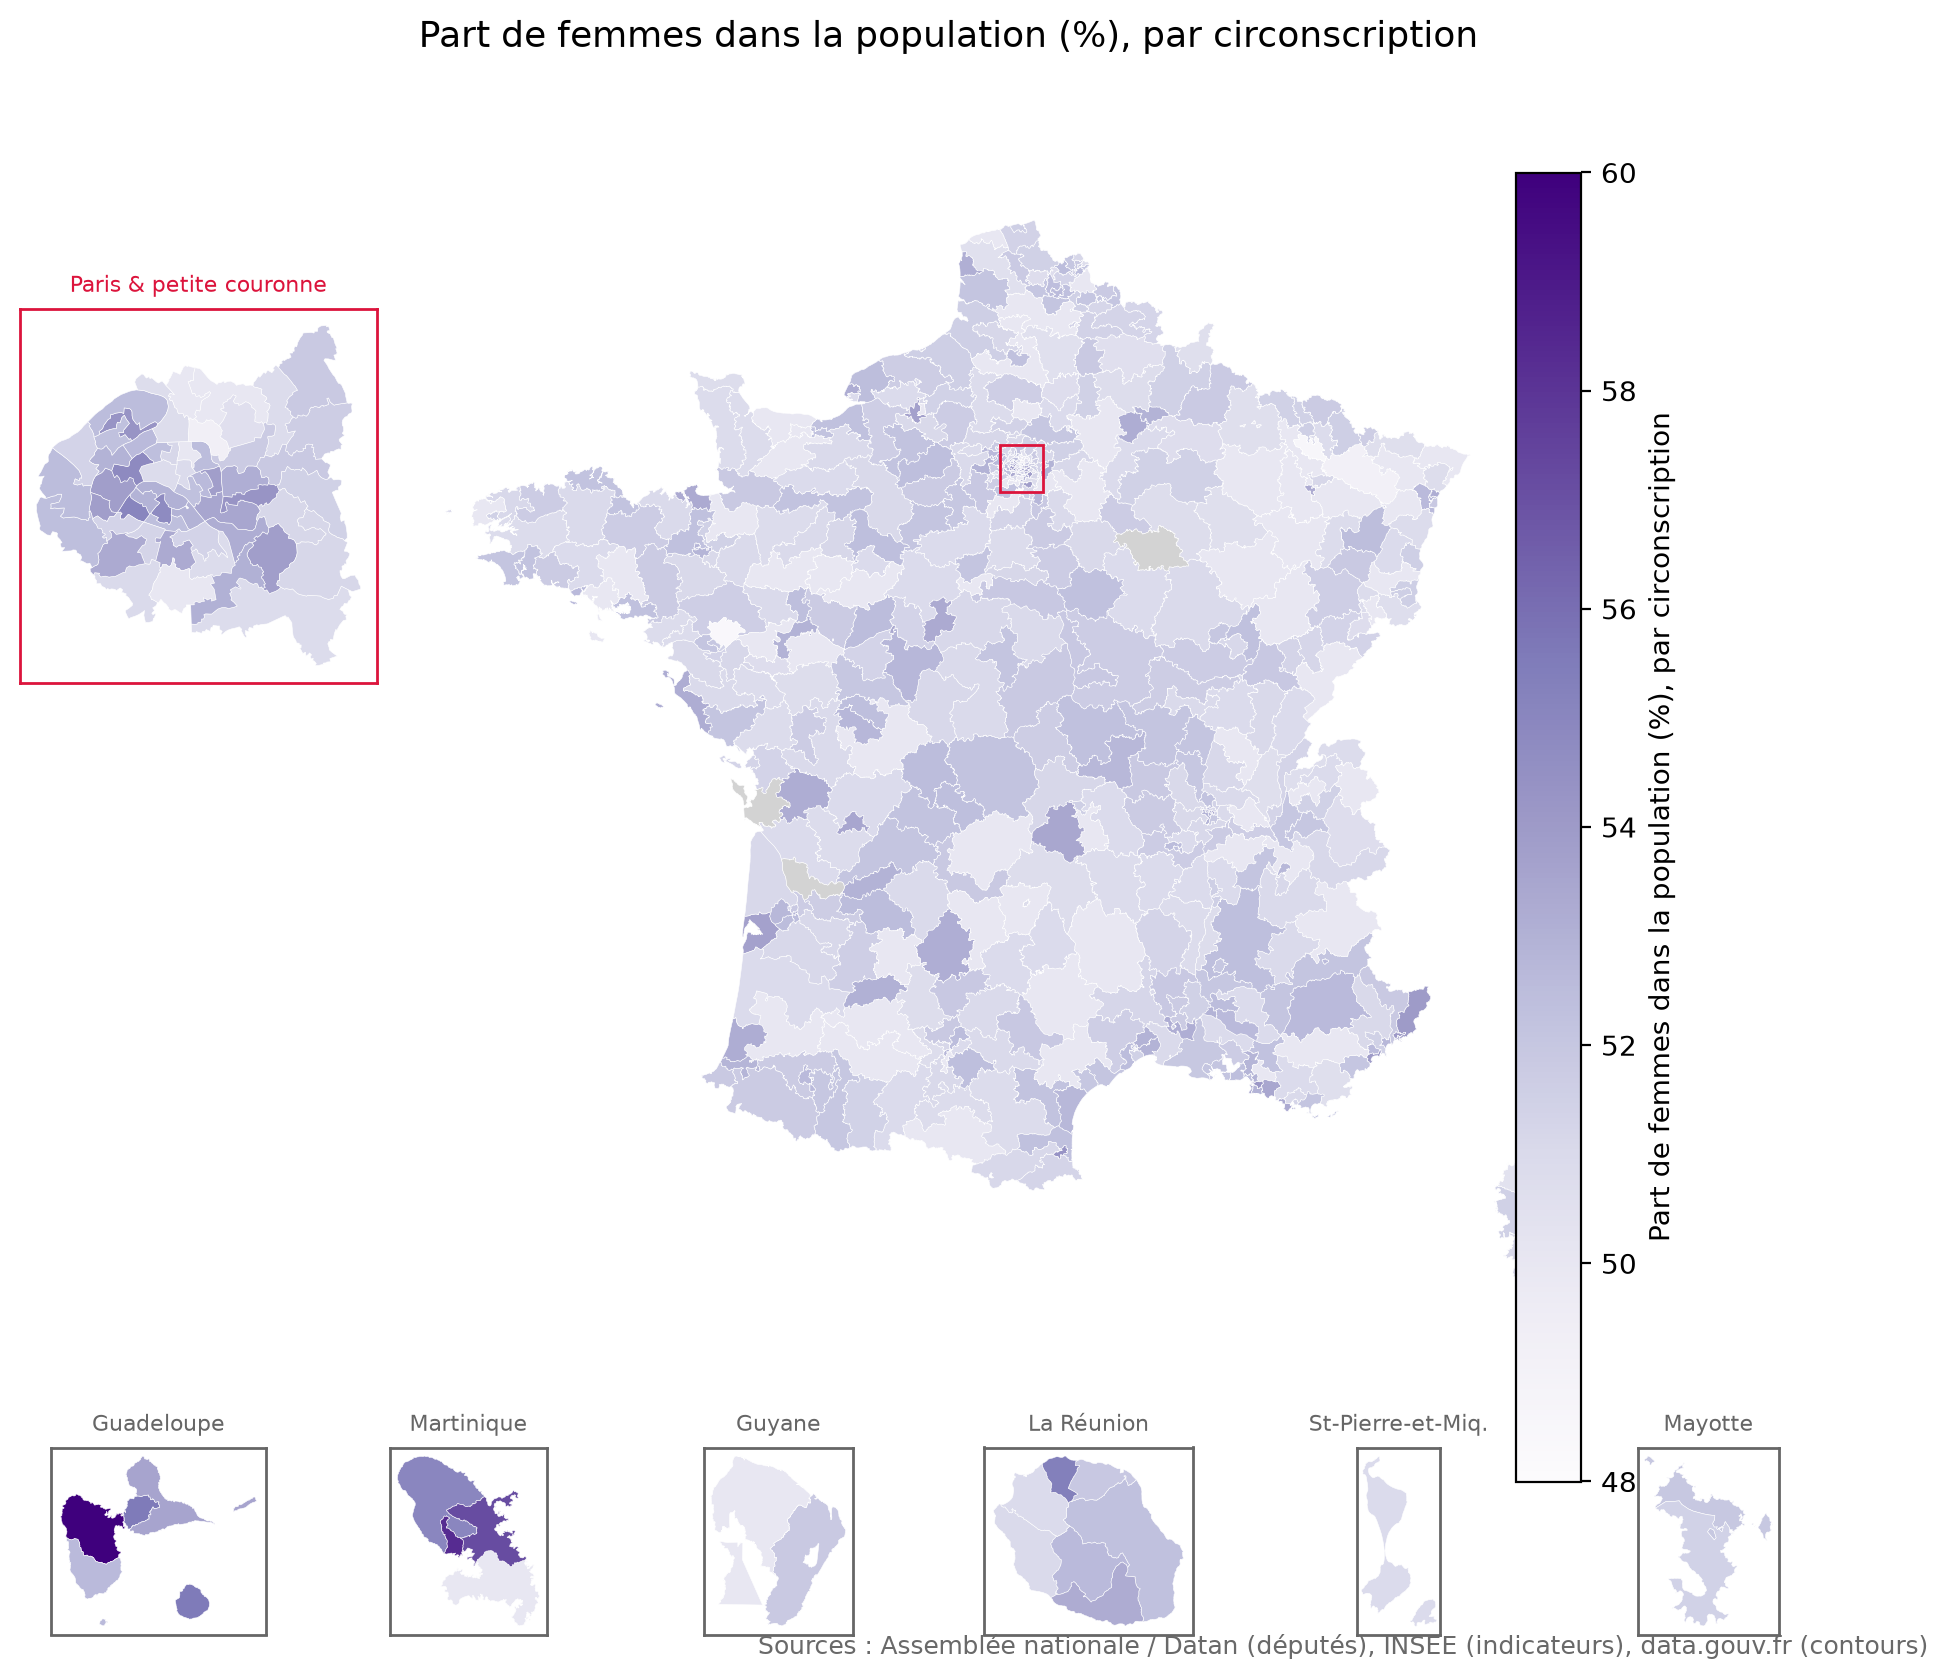 Part de femmes dans la population (%), par circonscription
Paris & petite couronne
60
58
56
54
52
50
48
Part de femmes dans la population (%), par circonscription
Guadeloupe
Martinique
Guyane
La Réunion
St-Pierre-et-Miq.
Mayotte
Sources : Assemblée nationale / Datan (députés), INSEE (indicateurs), data.gouv.fr (contours)